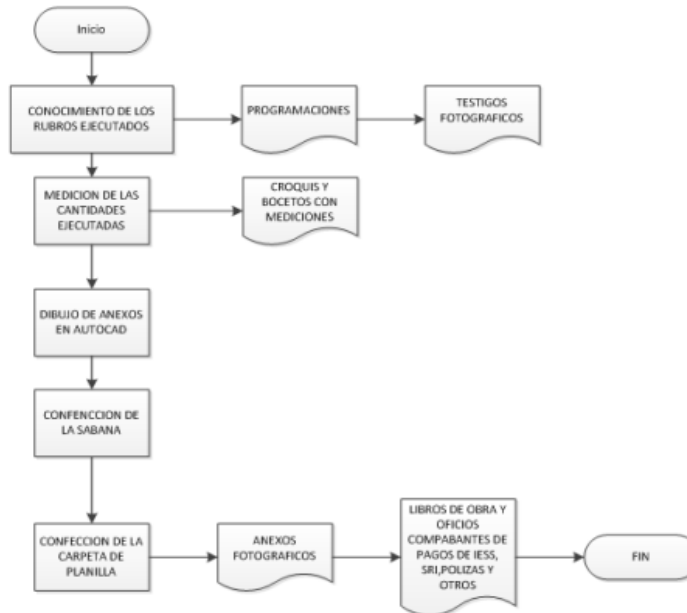 Inicio
CONOCIMIENTO DE LOS
RUBROS EJECUTADOS
PROGRAMACIONES
TESTIGOS
FOTOGRAFICOS
MEDICION DE LAS
CANTIDADES
EJECUTADAS
CROQUIS Y
BOCETOS CON
MEDICIONES
DIBUJO DE ANEXOS
EN AUTOCAD
CONFENCCION DE
LA SABANA
CONFECCION DE LA
CARPETA DE
PLANILLA
ANEXOS
FOTOGRAFICOS
LIBROS DE OBRA Y
OFICIOS
COMPABANTES DE
PAGOS DE IESS,
SRI,POLIZAS Y
OTROS
FIN